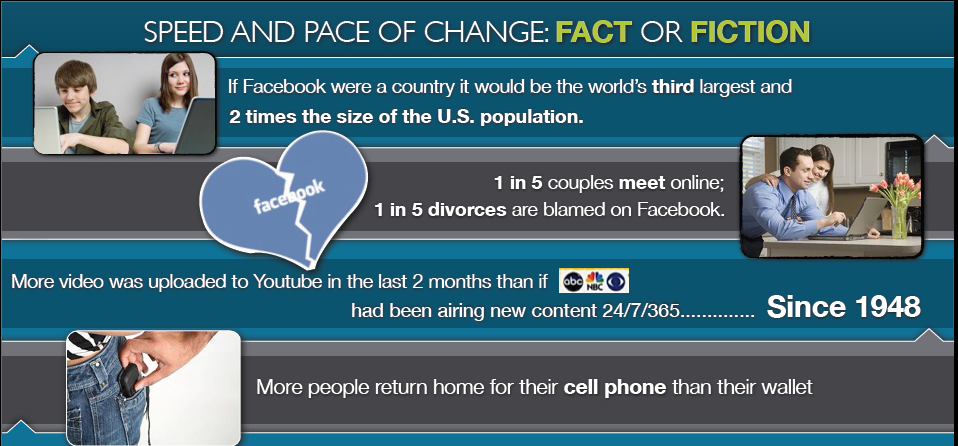 SPEED AND PACE OF CHANGE: FACT OR FICTION
If Facebook were a country it would be the world's third largest and
2 times the size of the U.S. population.
facebook
1 in 5 couples meet online;
1 in 5 divorces are blamed on Facebook.
More video was uploaded to Youtube in the last 2 months than if abc NBC
had been airing new content 24/7/365.............. Since 1948
More people return home for their cell phone than their wallet